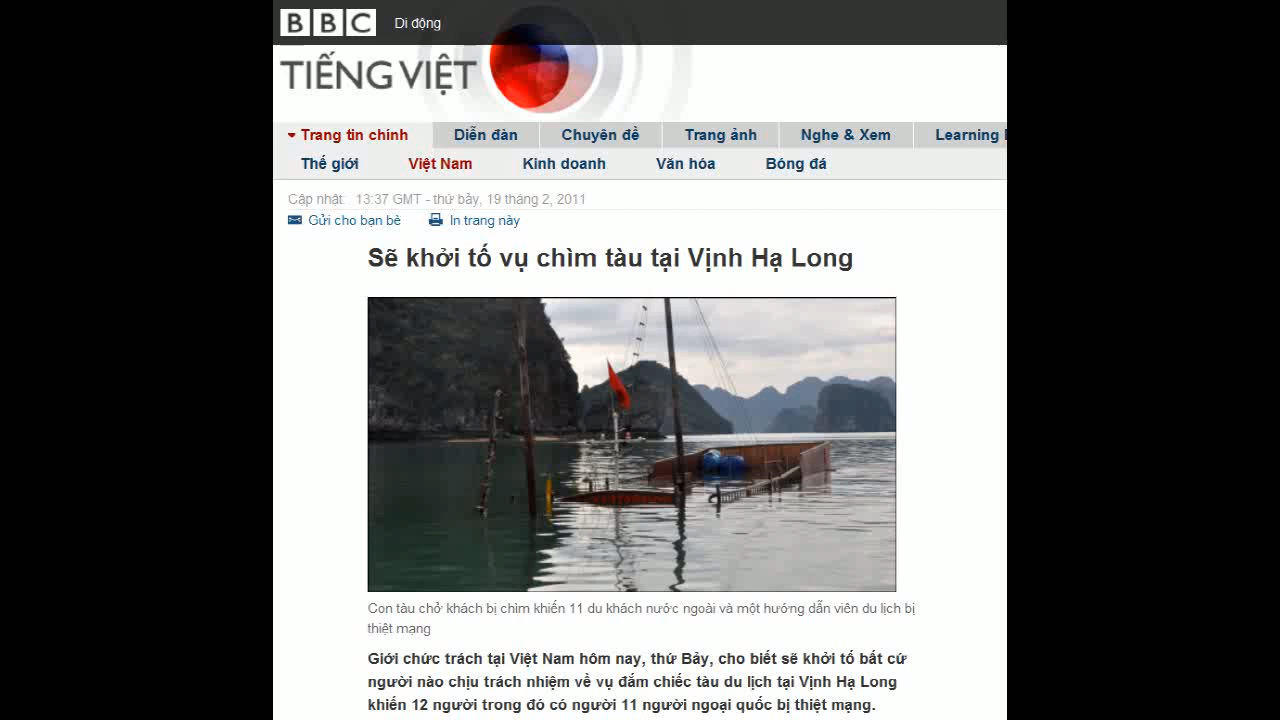 BBC Di động
TIẾNG VIỆT
Trang tin chính Diễn đàn Chuyên đề Trang ảnh Nghe & Xem Learning
Thế giới Việt Nam Kinh doanh Văn hóa Bóng đá
Cập nhật: 13:37 GMT - thứ bảy, 19 tháng 2, 2011
Gửi cho bạn bè In trang này
Sẽ khởi tố vụ chìm tàu tại Vịnh Hạ Long
Con tàu chở khách bị chìm khiến 11 du khách nước ngoài và một hướng dẫn viên du lịch bị
thiệt mạng
Giới chức trách tại Việt Nam hôm nay, thứ Bảy, cho biết sẽ khởi tố bất cứ
người nào chịu trách nhiệm về vụ đắm chiếc tàu du lịch tại Vịnh Hạ Long
khiến 12 người trong đó có người 11 người ngoại quốc bị thiệt mạng.